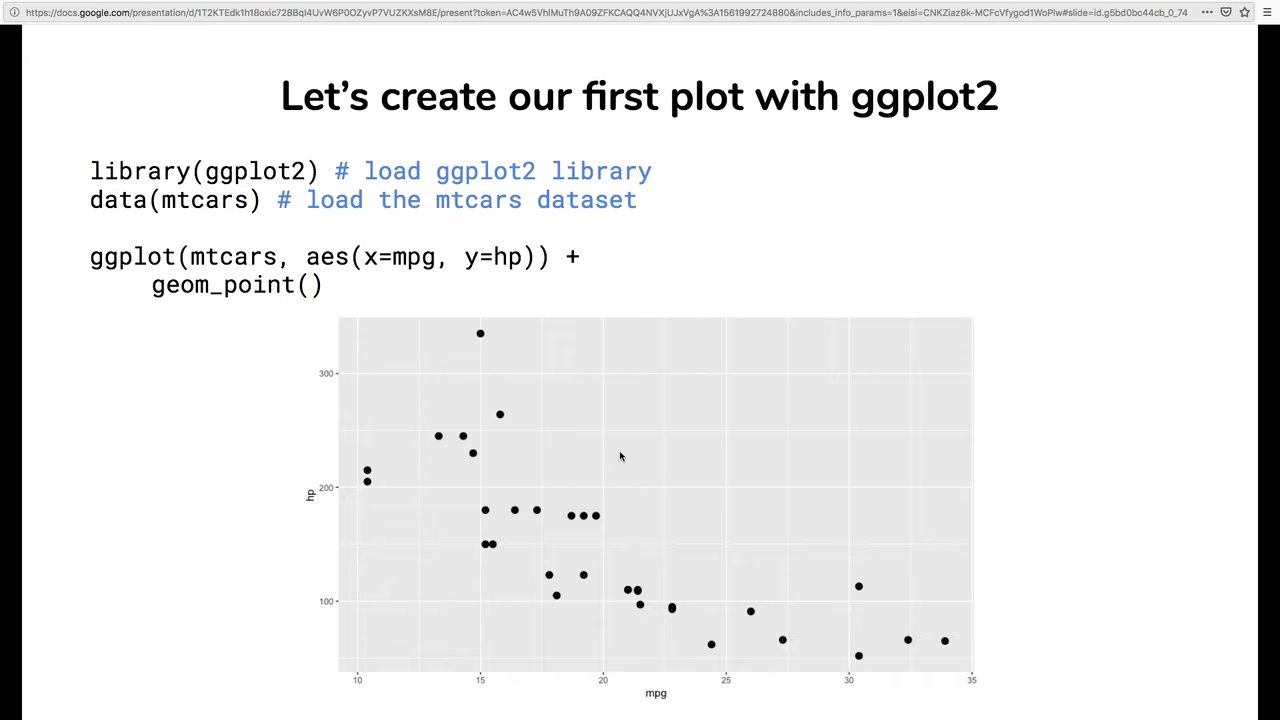 Let's create our first plot with ggplot2
library(ggplot2) # load ggplot2 library
data(mtcars) # load the mtcars dataset
ggplot(mtcars, aes(x=mpg, y=hp)) +
geom_point()
300
200
100
hp
10 15 20 25 30 35
mpg